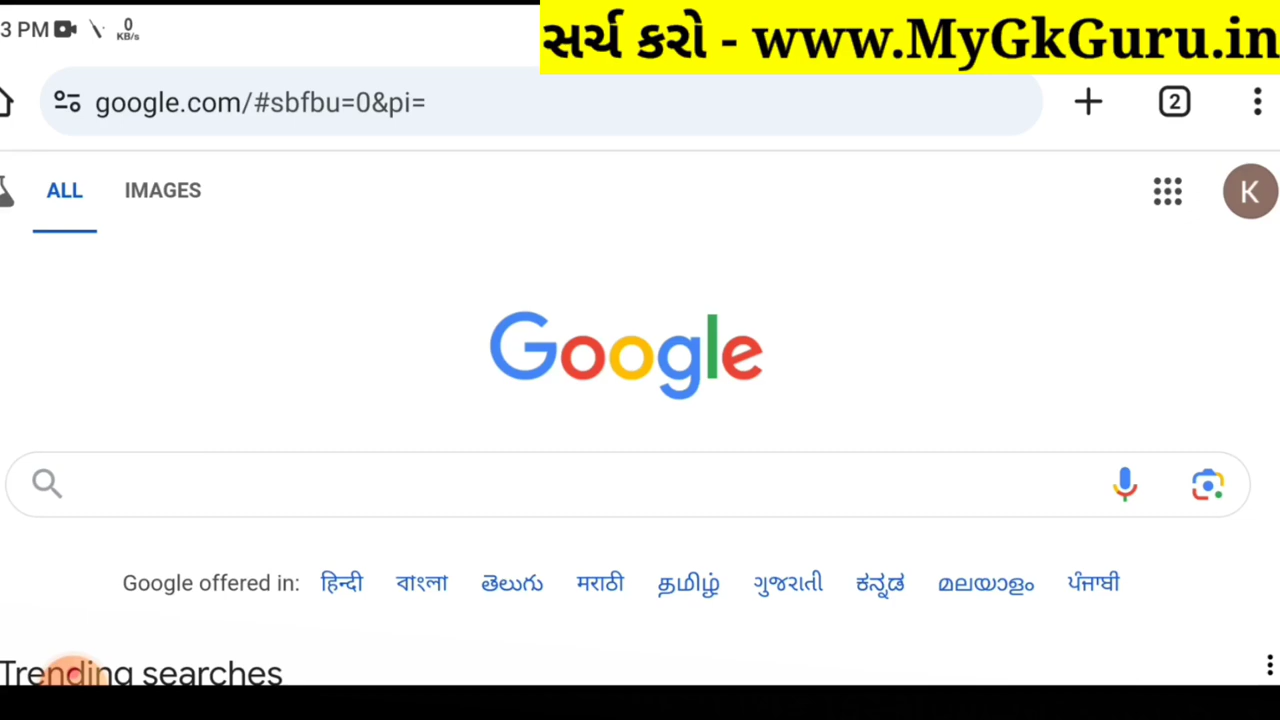 3 PM 0 KB/s
સર્ચ કરો - www.MyGkGuru.in
google.com/#sbfbu=0&pi=
2
ALL IMAGES
K
Google
Google offered in: हिन्दी বাংলা తెలుగు मराठी தமிழ் ગુજરાતી ಕನ್ನಡ മലയാളം ਪੰਜਾਬੀ
Trending searches